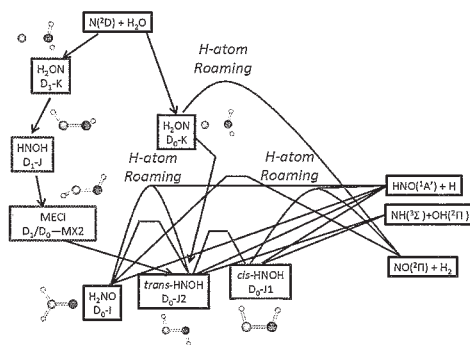 N(²D) + H₂O
H-atom
Roaming
H₂ON
D₁-K
H₂ON
D₀-K
HNOH
D₁-J
H-atom
Roaming
H-atom
Roaming
HNO(¹A') + H
MECI
D₁/D₀—MX2
NH(³Σ)+OH(²Π)
NO(²Π) + H₂
H₂NO
D₀-I
trans-HNOH
D₀-J2
cis-HNOH
D₀-J1